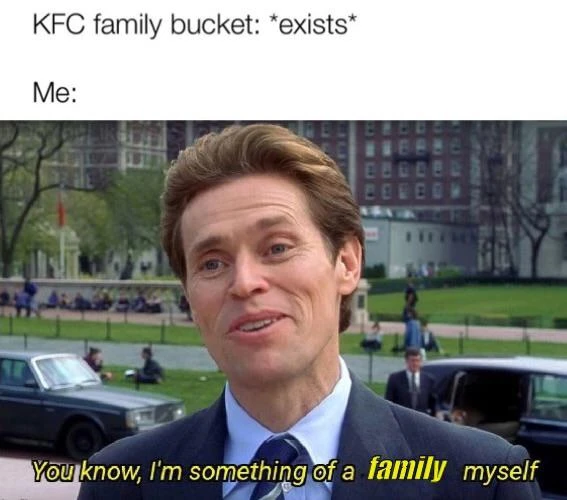 KFC family bucket: *exists*
Me:
You know, I'm something of a family myself